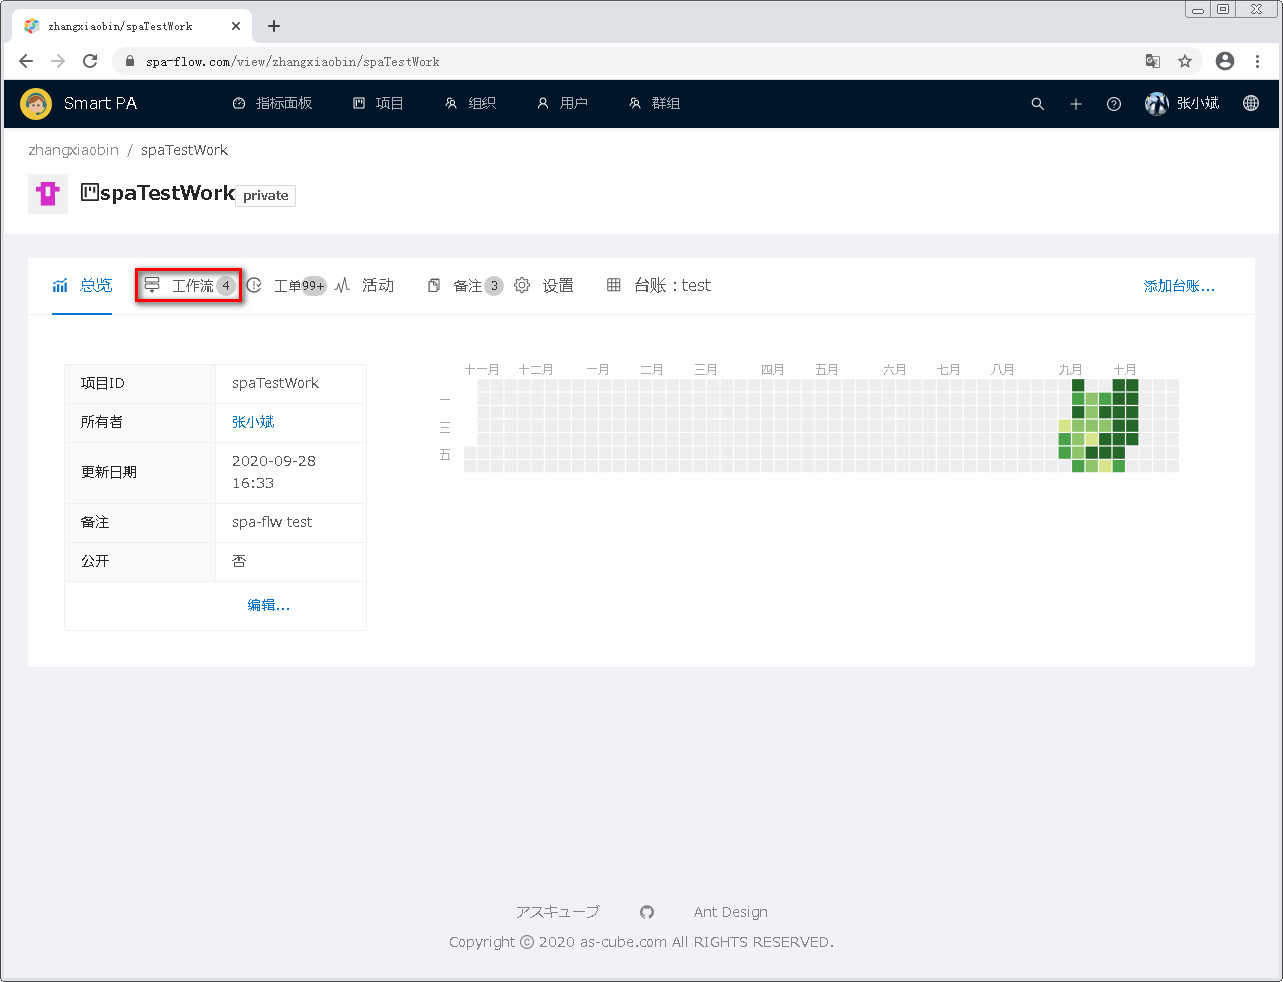 zhangxiaobin/spaTestWork
spa-flow.com/view/zhangxiaobin/spaTestWork
Smart PA 指标面板 项目 组织 用户 群组 张小斌
zhangxiaobin / spaTestWork
spaTestWork private
总览 工作流 4 工单 99+ 活动 备注 3 设置 台账：test 添加台账...
十一月 十二月 一月 二月 三月 四月 五月 六月 七月 八月 九月 十月
一
三
五
项目ID spaTestWork
所有者 张小斌
更新日期 2020-09-28
16:33
备注 spa-flw test
公开 否
编辑...
アスキューブ Ant Design
Copyright © 2020 as-cube.com All RIGHTS RESERVED.